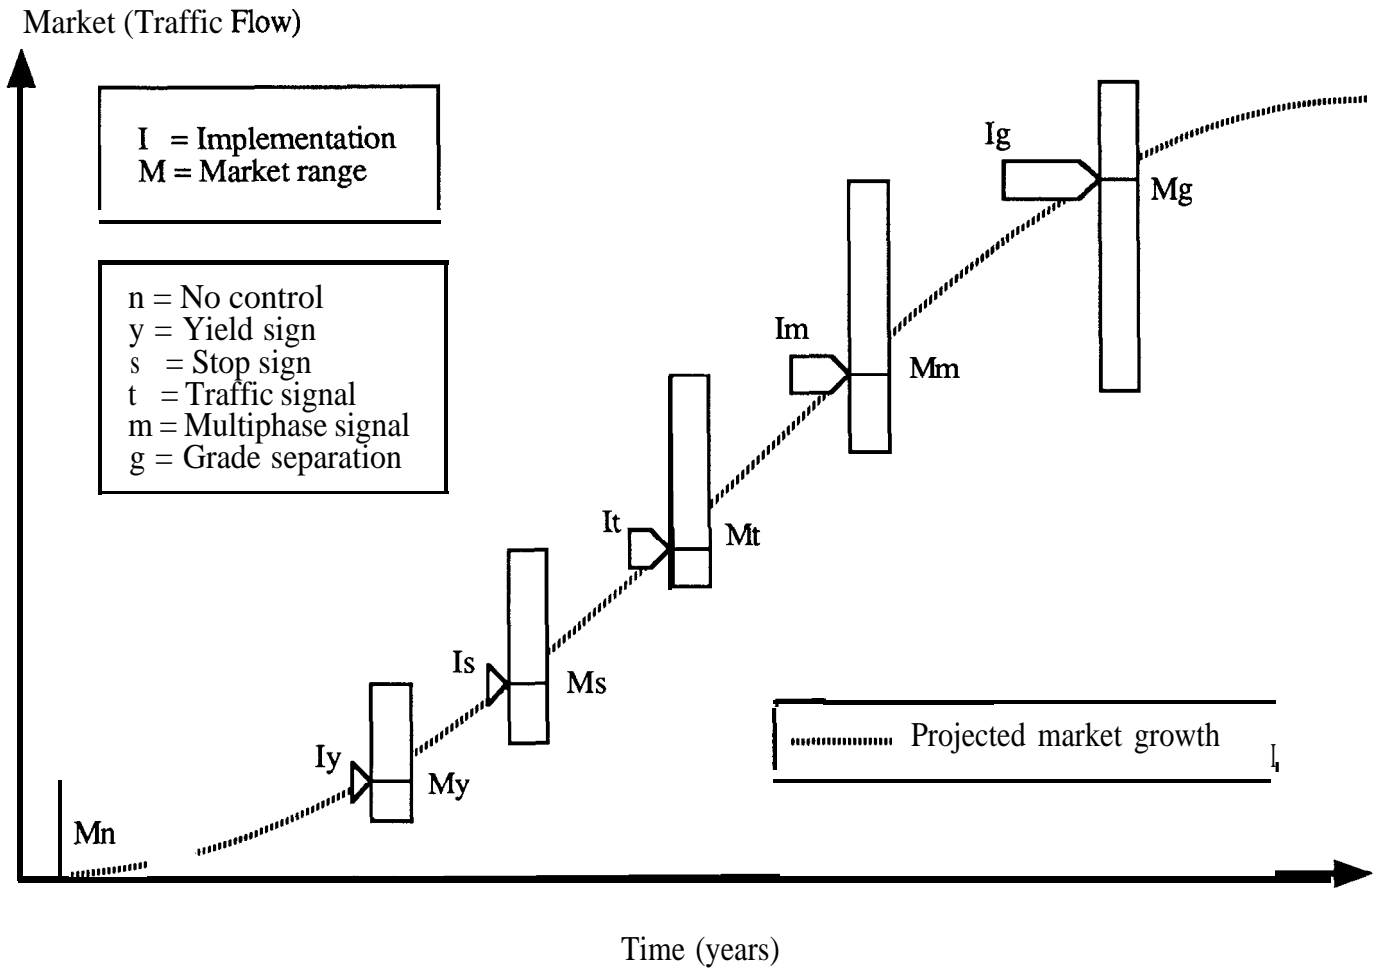 Market (Traffic Flow)
I = Implementation
M = Market range
n = No control
y = Yield sign
s = Stop sign
t = Traffic signal
m = Multiphase signal
g = Grade separation
Ig
Mg
Im
Mm
It
Mt
Is
Ms
Iy
My
Mn
Projected market growth
Time (years)